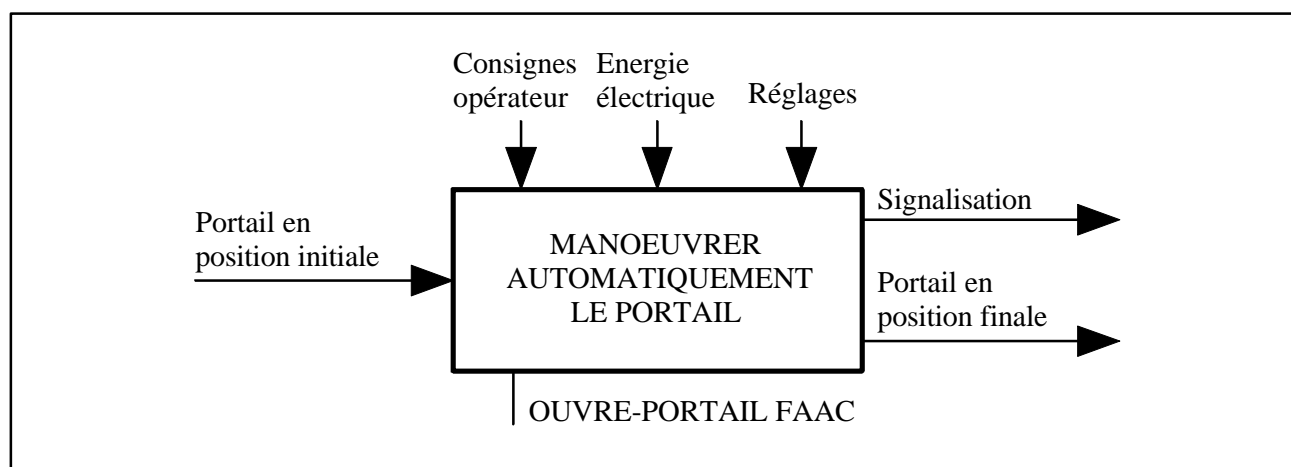 Consignes
opérateur
Energie
électrique
Réglages
Portail en
position initiale
MANOEUVRER
AUTOMATIQUEMENT
LE PORTAIL
Signalisation
Portail en
position finale
OUVRE-PORTAIL FAAC